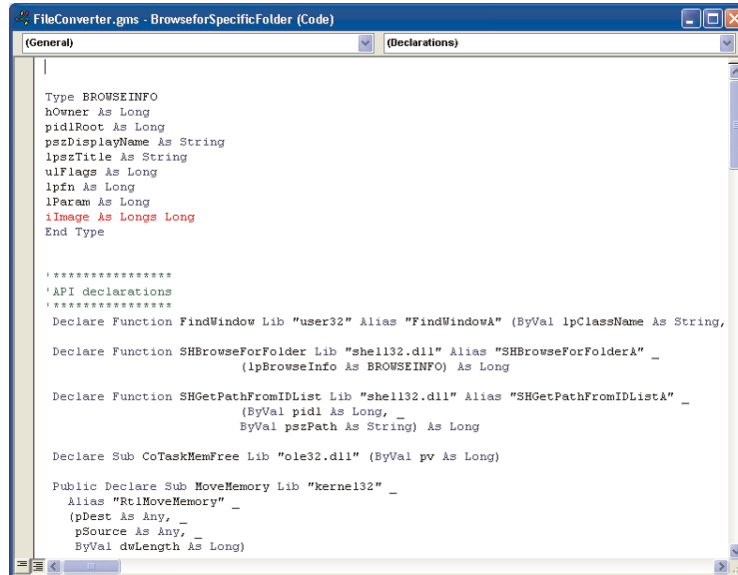 FileConverter.gms - BrowseforSpecificFolder (Code)
(General) (Declarations)
Type BROWSEINFO
hOwner As Long
pidlRoot As Long
pszDisplayName As String
lpszTitle As String
ulFlags As Long
lpfn As Long
lParam As Long
iImage As Longs Long
End Type
'****************
'API declarations
'****************
Declare Function FindWindow Lib "user32" Alias "FindWindowA" (ByVal lpClassName As String,
Declare Function SHBrowseForFolder Lib "shell32.dll" Alias "SHBrowseForFolderA" _
(lpBrowseInfo As BROWSEINFO) As Long
Declare Function SHGetPathFromIDList Lib "shell32.dll" Alias "SHGetPathFromIDListA" _
(ByVal pidl As Long, _
ByVal pszPath As String) As Long
Declare Sub CoTaskMemFree Lib "ole32.dll" (ByVal pv As Long)
Public Declare Sub MoveMemory Lib "kernel32" _
Alias "RtlMoveMemory" _
(pDest As Any, _
pSource As Any, _
ByVal dwLength As Long)